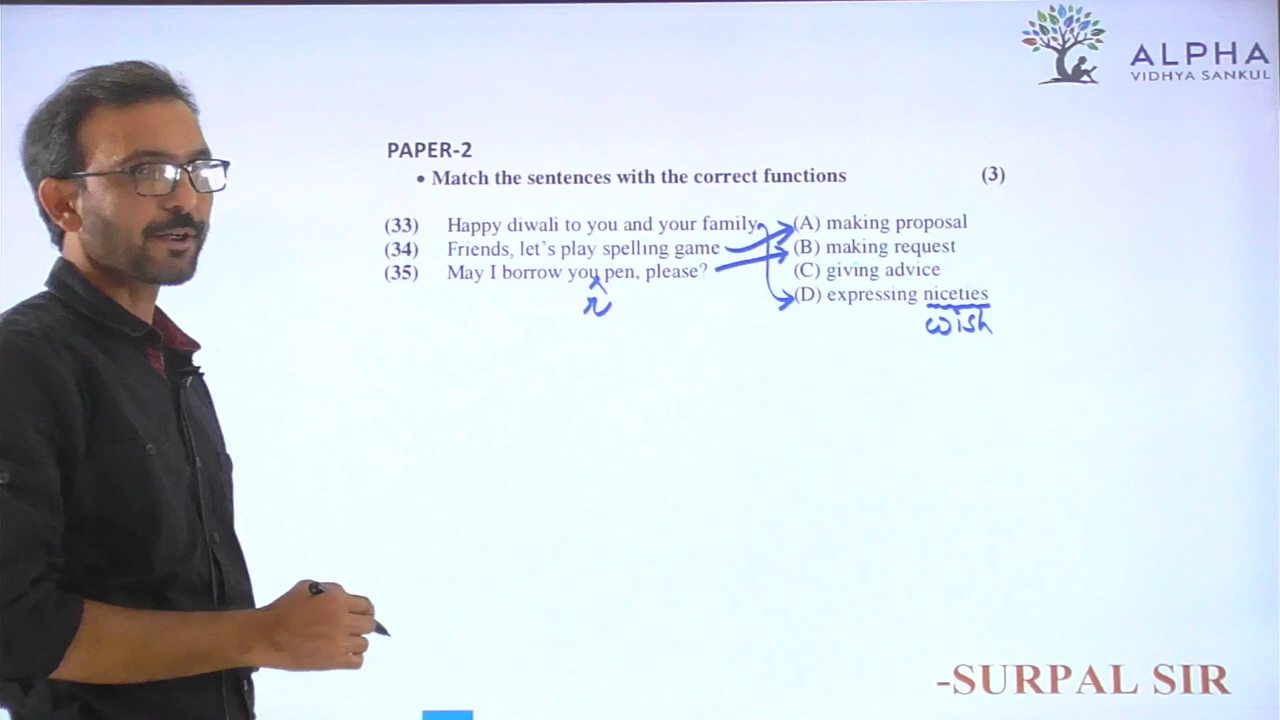 ALPHA
VIDHYA SANKUL
PAPER-2
• Match the sentences with the correct functions (3)
(33) Happy diwali to you and your family. (A) making proposal
(34) Friends, let's play spelling game (B) making request
(35) May I borrow you pen, please? (C) giving advice
r
(D) expressing niceties
wish
-SURPAL SIR